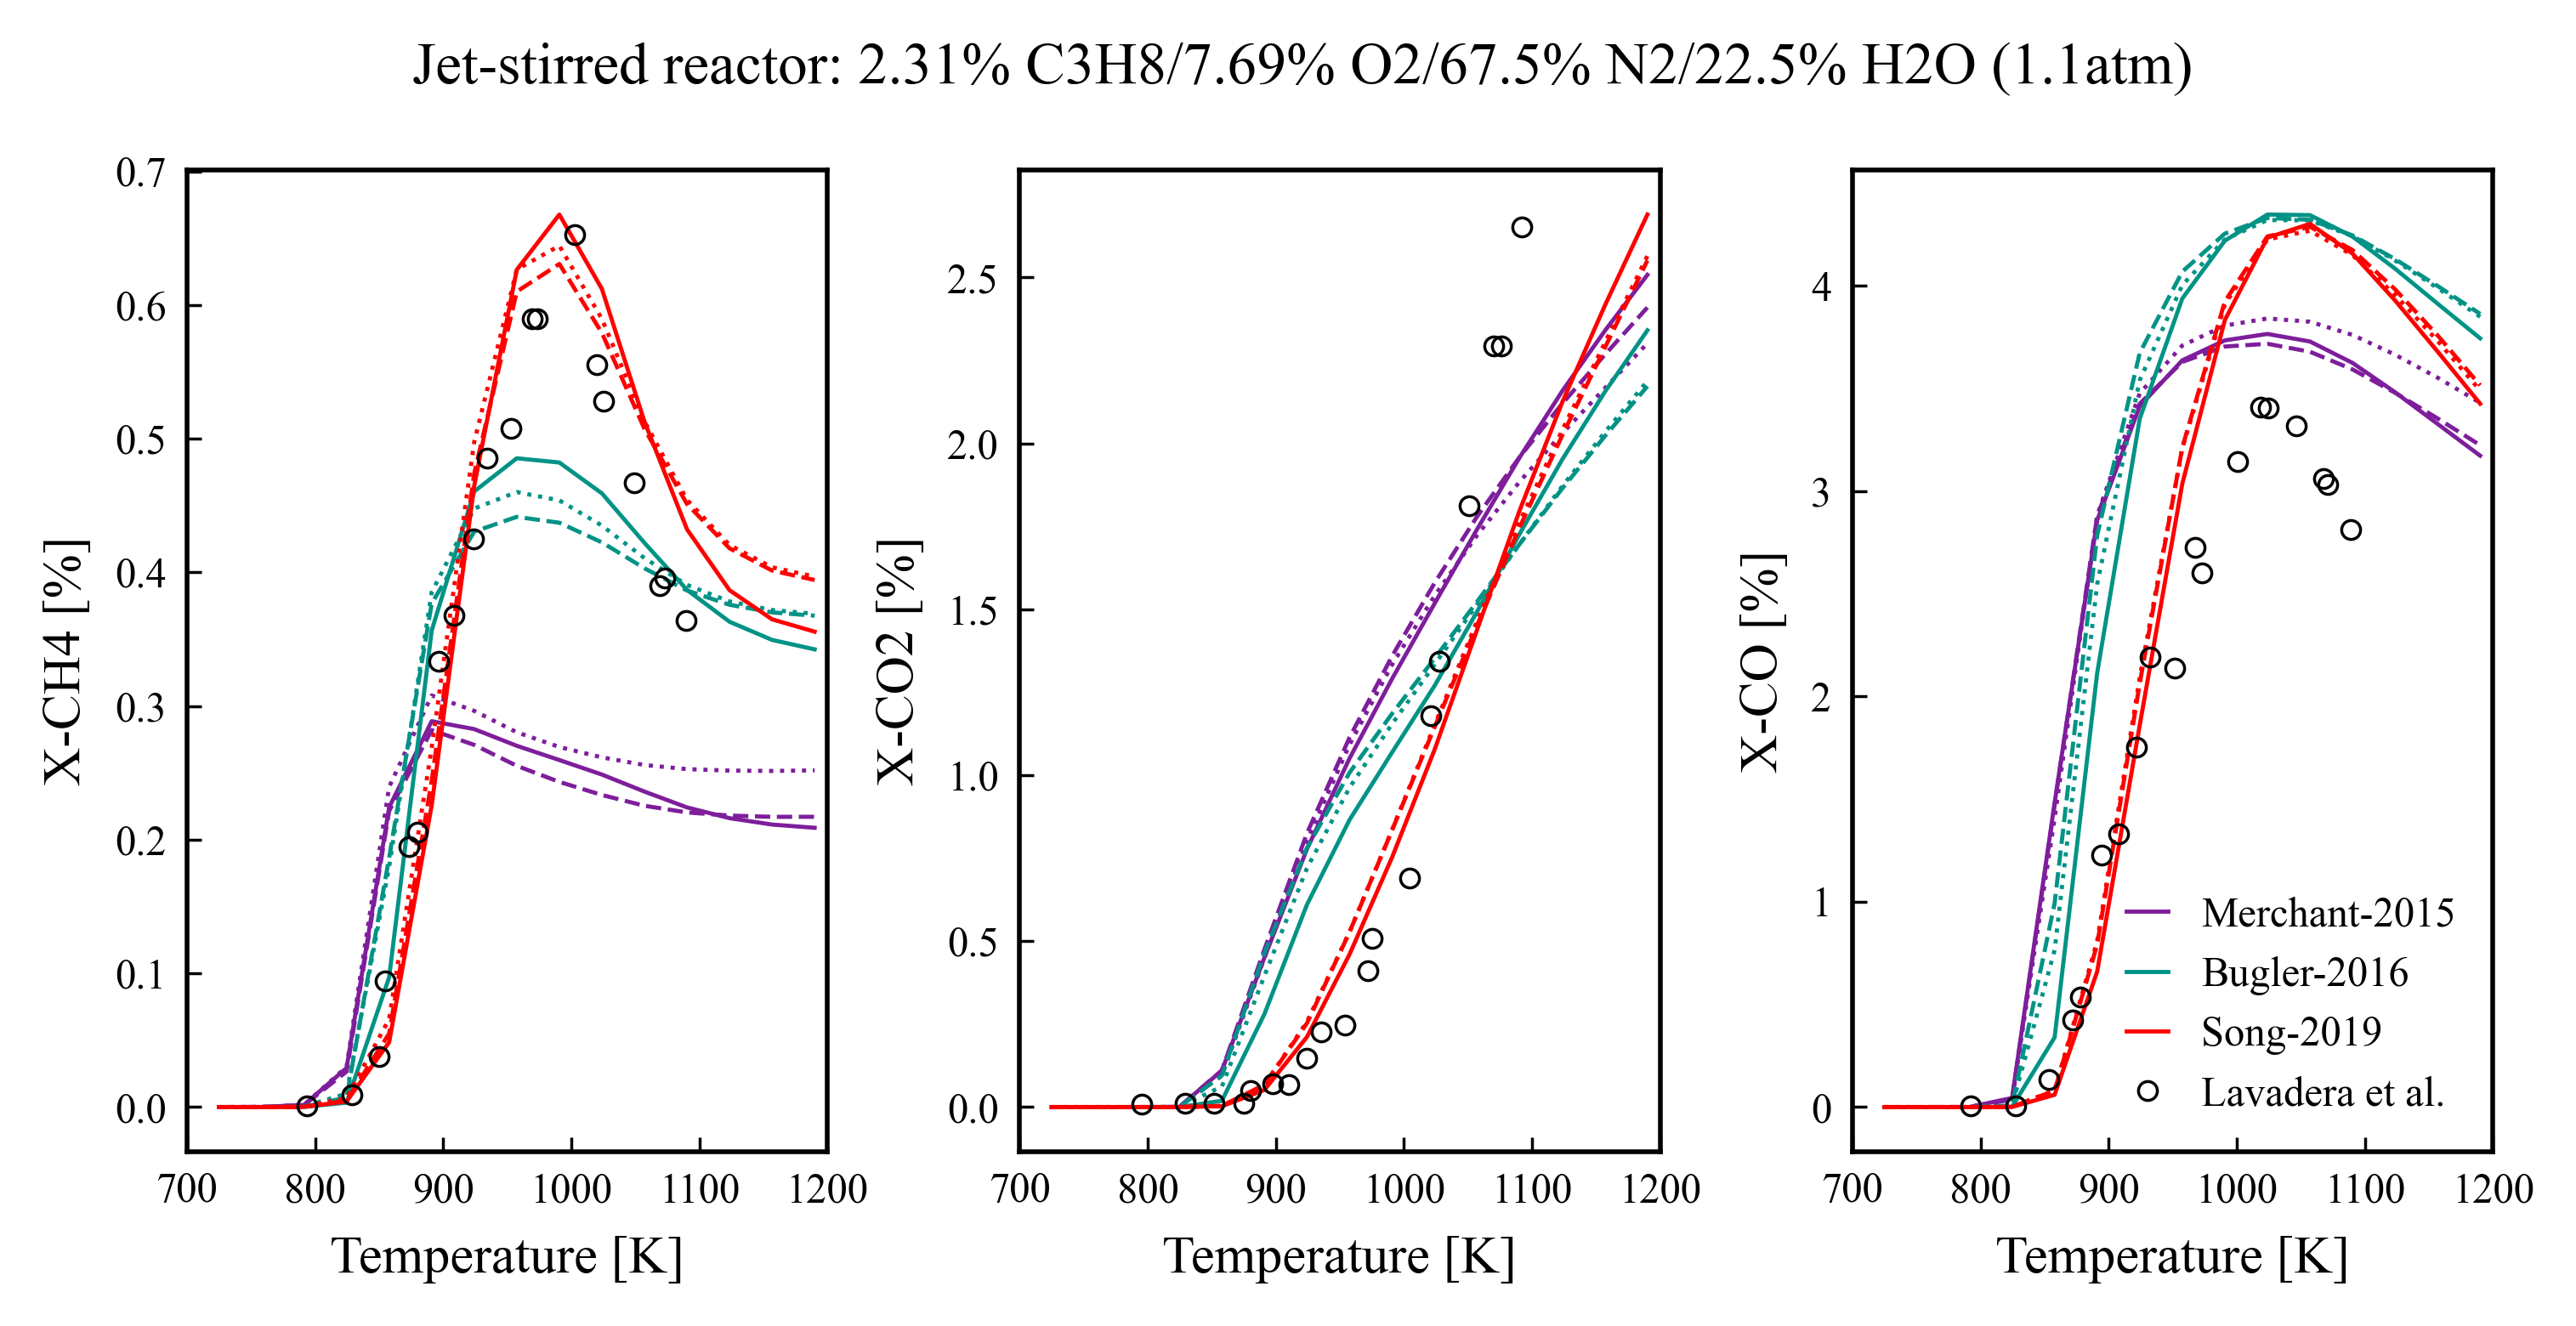 Jet-stirred reactor: 2.31% C3H8/7.69% O2/67.5% N2/22.5% H2O (1.1atm)
X-CH4 [%]
0.7
0.6
0.5
0.4
0.3
0.2
0.1
0.0
700 800 900 1000 1100 1200
Temperature [K]
X-CO2 [%]
2.5
2.0
1.5
1.0
0.5
0.0
700 800 900 1000 1100 1200
Temperature [K]
X-CO [%]
4
3
2
1
0
Merchant-2015
Bugler-2016
Song-2019
Lavadera et al.
700 800 900 1000 1100 1200
Temperature [K]